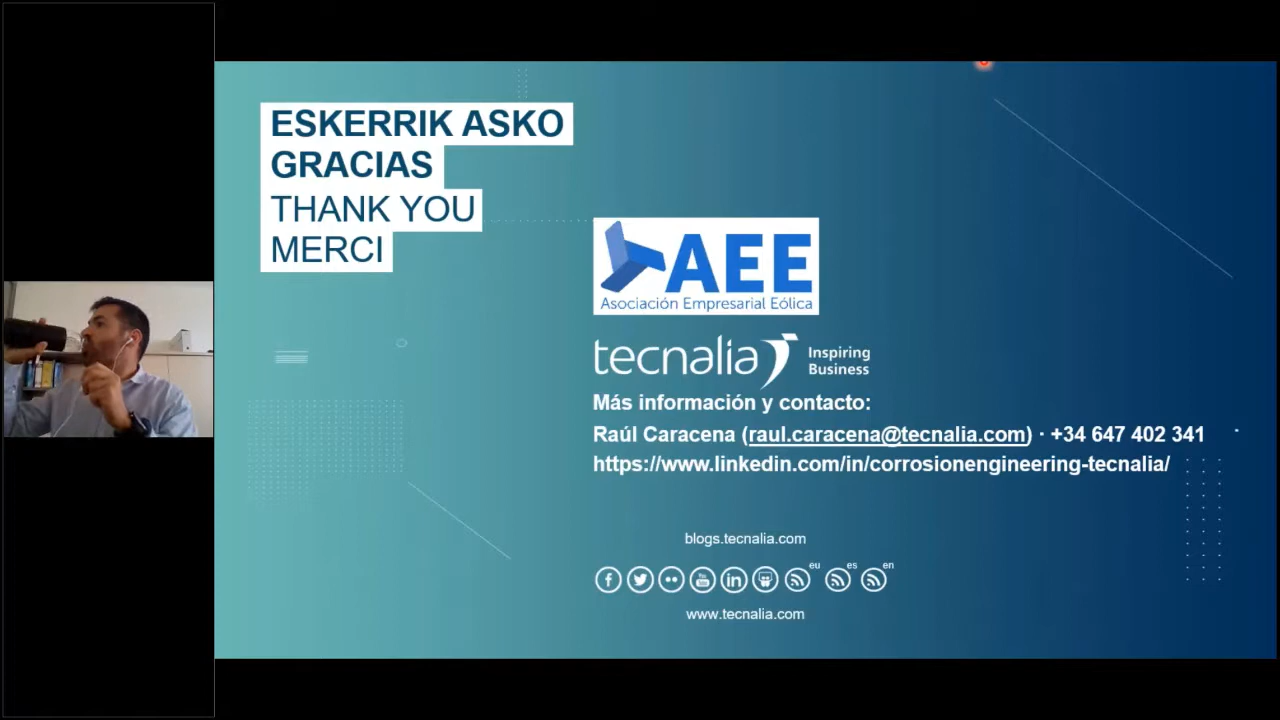 ESKERRIK ASKO
GRACIAS
THANK YOU
MERCI
AEE
Asociación Empresarial Eólica
tecnalia
Inspiring
Business
Más información y contacto:
Raúl Caracena (raul.caracena@tecnalia.com) · +34 647 402 341
https://www.linkedin.com/in/corrosionengineering-tecnalia/
blogs.tecnalia.com
eu es en
www.tecnalia.com